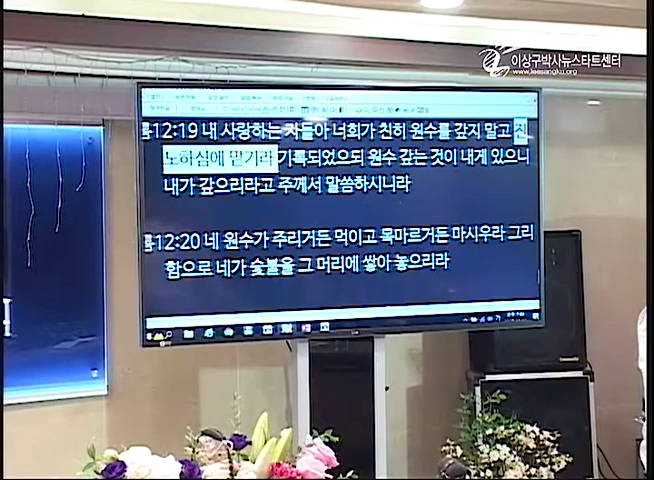 이상구박사뉴스타트센터
www.leesangku.org
롬12:19 내 사랑하는 자들아 너희가 친히 원수를 갚지 말고 진
노하심에 맡기라 기록되었으되 원수 갚는 것이 내게 있으니
내가 갚으리라고 주께서 말씀하시니라
롬12:20 네 원수가 주리거든 먹이고 목마르거든 마시우라 그리
함으로 네가 숯불을 그 머리에 쌓아 놓으리라